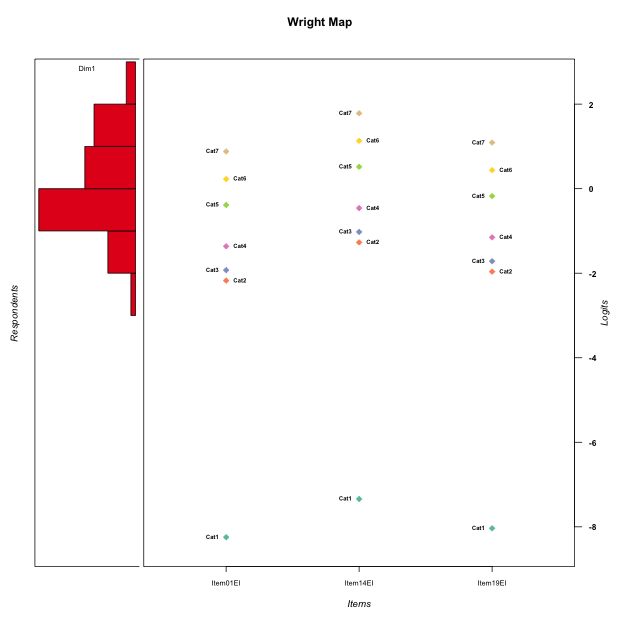 Wright Map
Dim1
Respondents
Cat7
Cat6
Cat5
Cat4
Cat3
Cat2
Cat1
Cat7
Cat6
Cat5
Cat4
Cat3
Cat2
Cat1
Cat7
Cat6
Cat5
Cat4
Cat3
Cat2
Cat1
2
0
-2
-4
-6
-8
Logits
Item01EI
Item14EI
Item19EI
Items